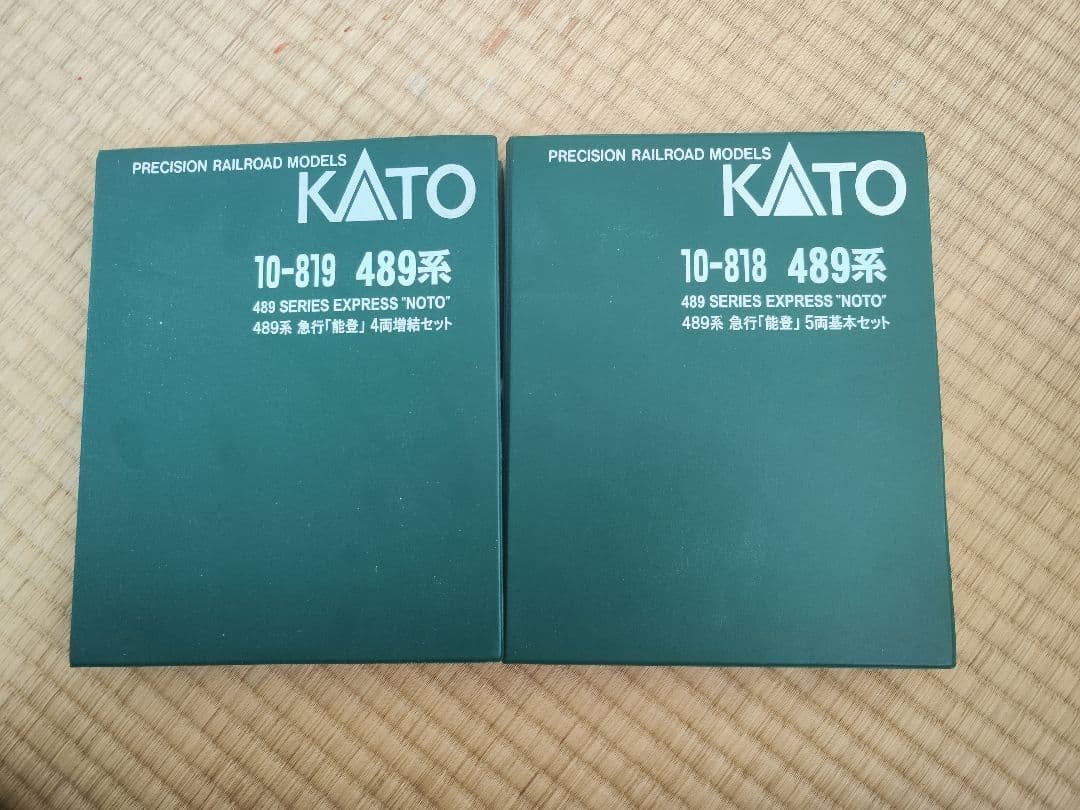 PRECISION RAILROAD MODELS
KATO
10-819 489系
489 SERIES EXPRESS "NOTO"
489系 急行「能登」4両増結セット
PRECISION RAILROAD MODELS
KATO
10-818 489系
489 SERIES EXPRESS "NOTO"
489系 急行「能登」5両基本セット